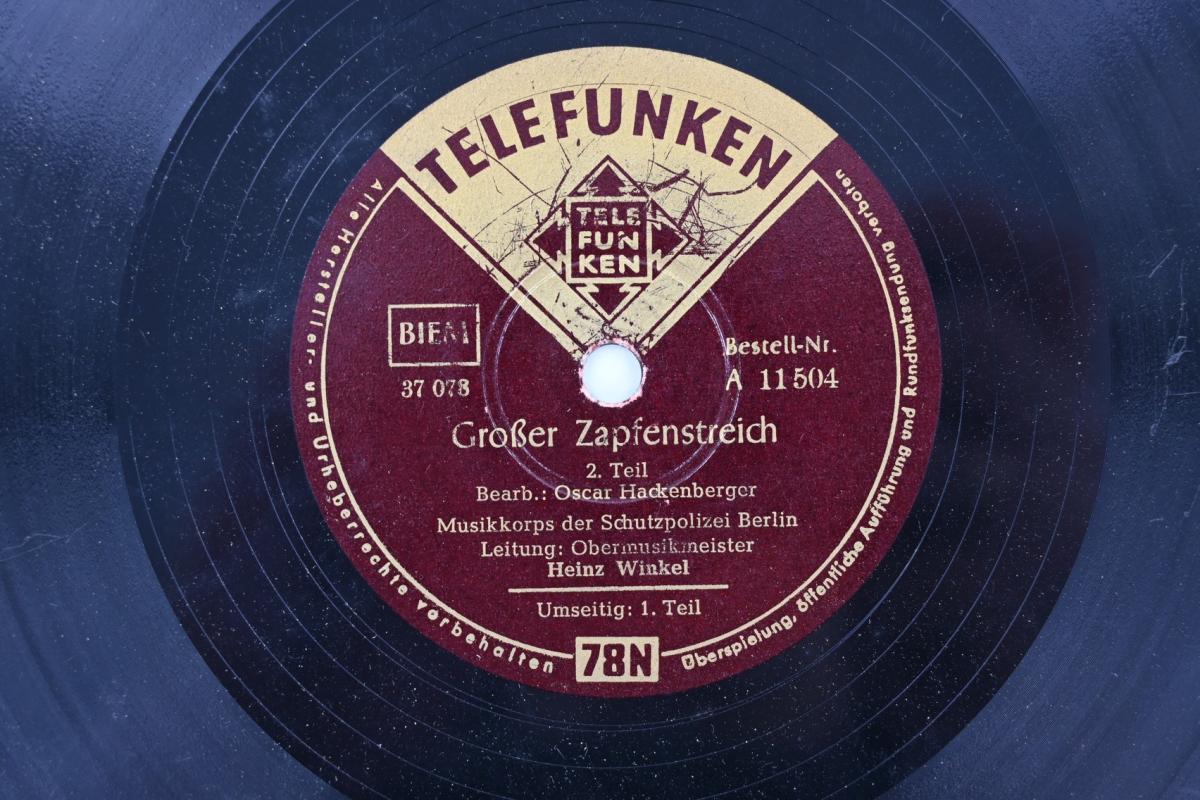 TELEFUNKEN
TELE
FUN
KEN
BIEM
37 078
Bestell-Nr.
A 11504
Großer Zapfenstreich
2. Teil
Bearb.: Oscar Hackenberger
Musikkorps der Schutzpolizei Berlin
Leitung: Obermusikmeister
Heinz Winkel
Umseitig: 1. Teil
78N
Alle Hersteller- und Urheberrechte vorbehalten
Überspielung, öffentliche Aufführung und Rundfunksendung verboten